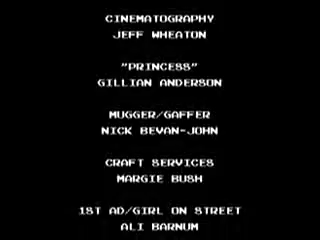 CINEMATOGRAPHY
JEFF WHEATON
"PRINCESS"
GILLIAN ANDERSON
MUGGER/GAFFER
NICK BEVAN-JOHN
CRAFT SERVICES
MARGIE BUSH
1ST AD/GIRL ON STREET
ALI BARNUM